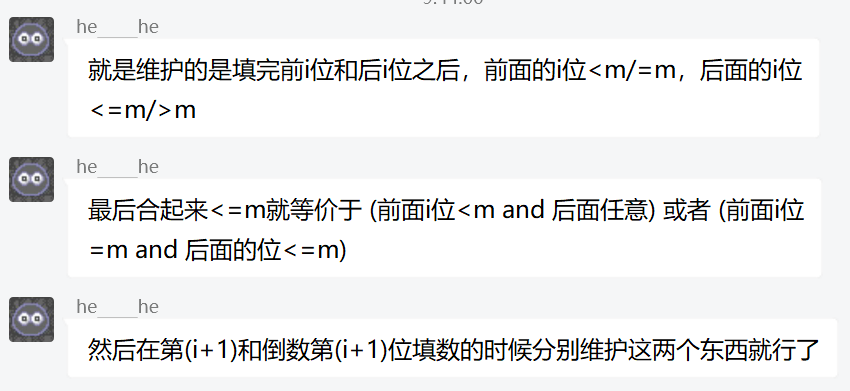 he____he
就是维护的是填完前i位和后i位之后，前面的i位<m/=m，后面的i位
<=m/>m
he____he
最后合起来<=m就等价于 (前面i位<m and 后面任意) 或者 (前面i位
=m and 后面的位<=m)
he____he
然后在第(i+1)和倒数第(i+1)位填数的时候分别维护这两个东西就行了